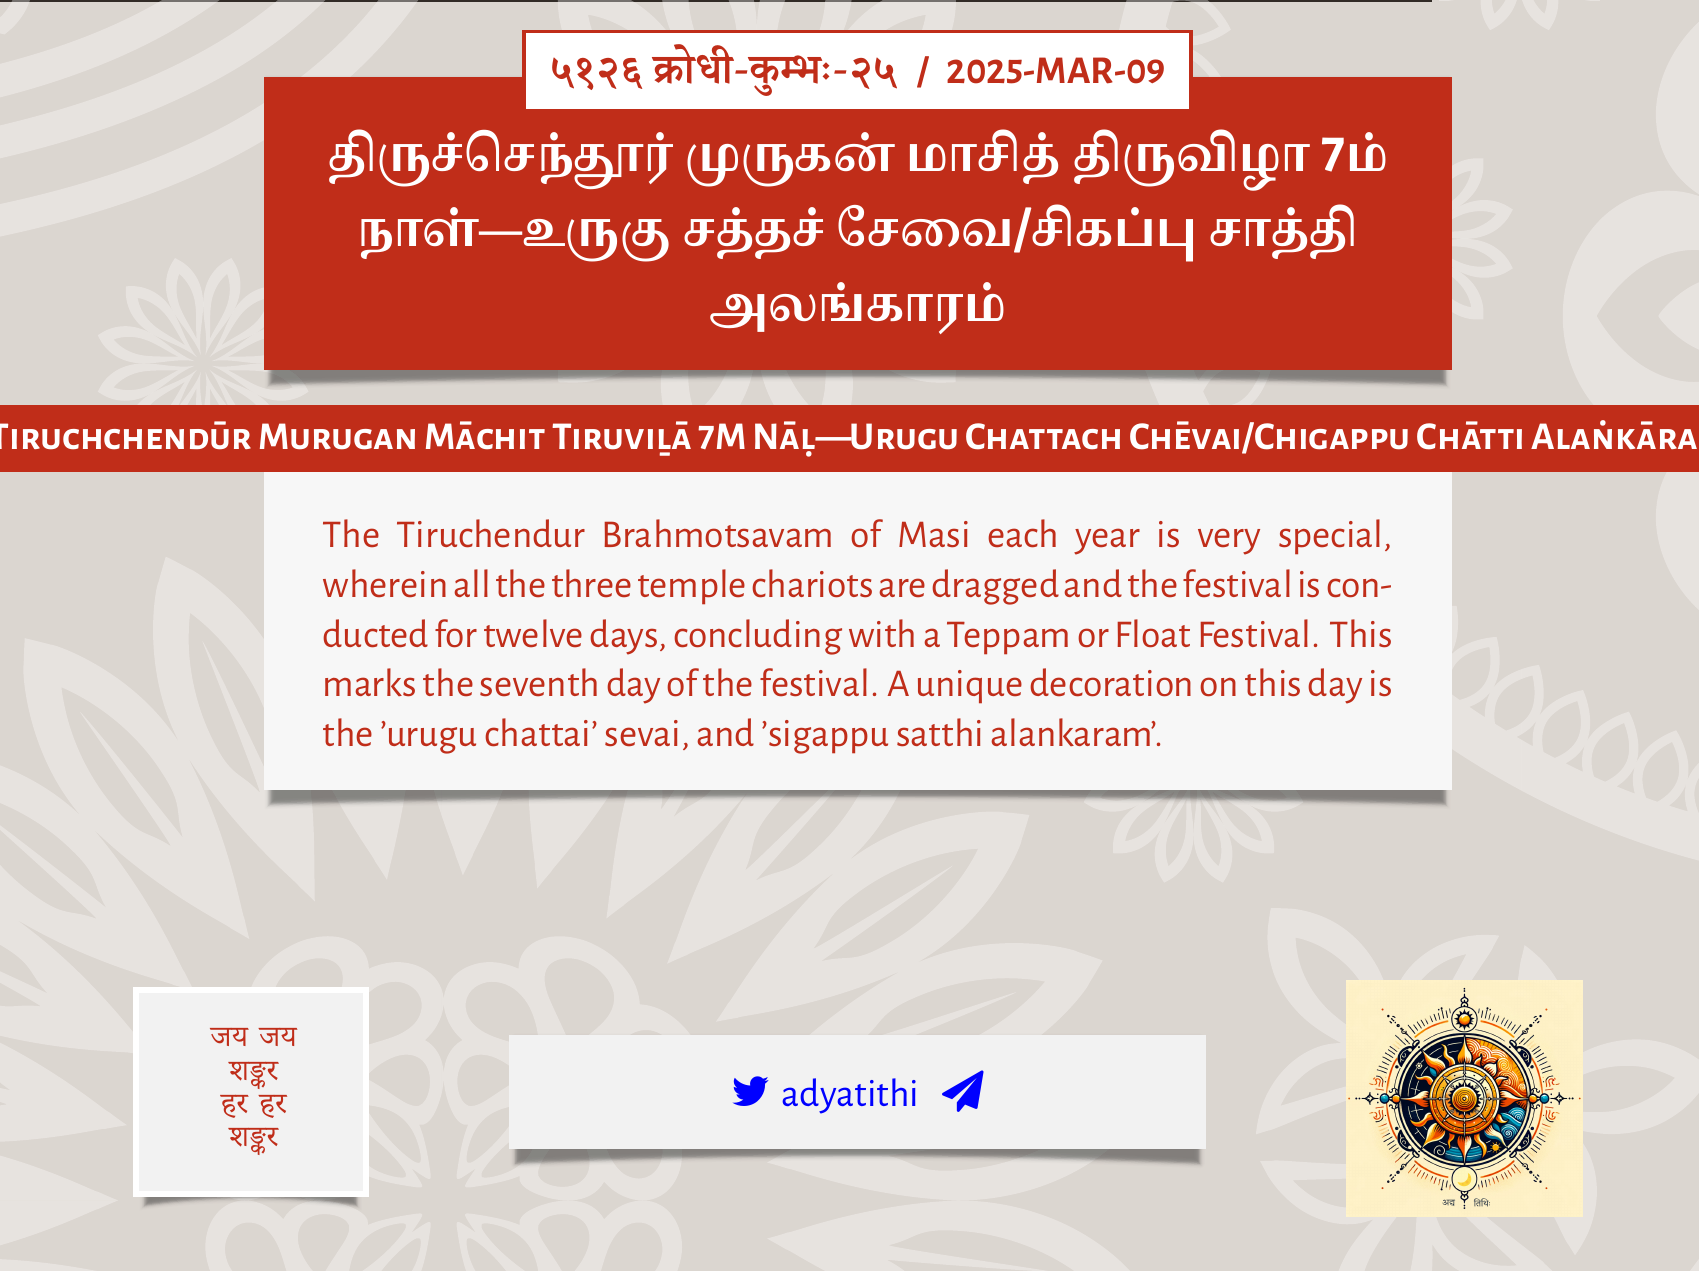 ५१२६ क्रोधी-कुम्भः-२५ / 2025-MAR-09
திருச்செந்தூர் முருகன் மாசித் திருவிழா 7ம்
நாள்—உருகு சத்தச் சேவை/சிகப்பு சாத்தி
அலங்காரம்
Tiruchchendūr Murugan Māchit Tiruviḻā 7m Nāḷ—Urugu Chattach Chēvai/Chigappu Chātti Alaṅkāra
The Tiruchendur Brahmotsavam of Masi each year is very special,
wherein all the three temple chariots are dragged and the festival is con-
ducted for twelve days, concluding with a Teppam or Float Festival. This
marks the seventh day of the festival. A unique decoration on this day is
the ’urugu chattai’ sevai, and ’sigappu satthi alankaram’.
जय जय
शङ्कर
हर हर
शङ्कर
adyatithi
अद्य तिथिः